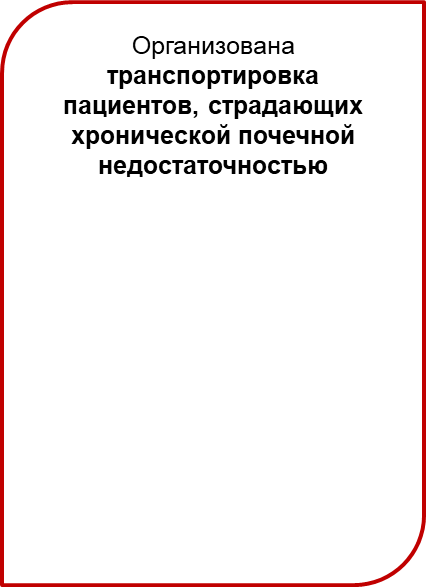 Организована
транспортировка
пациентов, страдающих
хронической почечной
недостаточностью